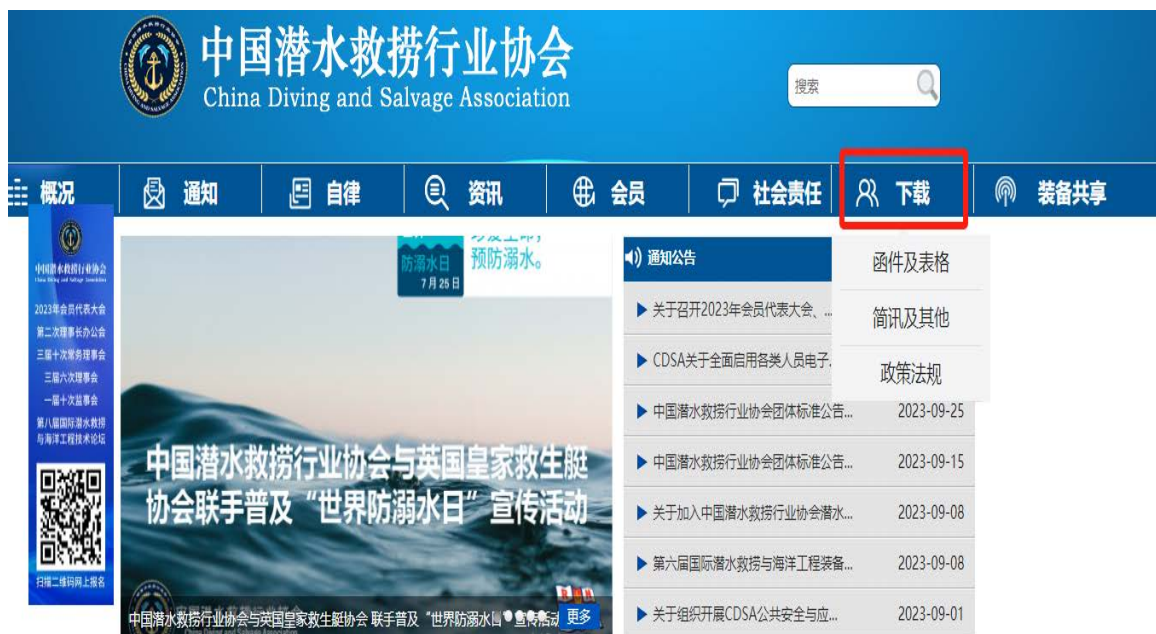 中国潜水救捞行业协会
China Diving and Salvage Association
搜索
概况
通知
自律
资讯
会员
社会责任
下载
装备共享
函件及表格
简讯及其他
政策法规
中国潜水救捞行业协会
China Diving and Salvage Association
2023年会员代表大会
第二次理事长办公会
三届十次常务理事会
三届六次理事会
一届十次监事会
第八届国际潜水救捞
与海洋工程技术论坛
扫描二维码网上报名
防溺水日
7月25日
预防溺水。
中国潜水救捞行业协会与英国皇家救生艇
协会联手普及“世界防溺水日”宣传活动
中国潜水救捞行业协会与英国皇家救生艇协会 联手普及“世界防溺水日”宣传活
更多
通知公告
关于召开2023年会员代表大会、...
CDSA关于全面启用各类人员电子.
中国潜水救捞行业协会团体标准公告... 2023-09-25
中国潜水救捞行业协会团体标准公告... 2023-09-15
关于加入中国潜水救捞行业协会潜水... 2023-09-08
第六届国际潜水救捞与海洋工程装备... 2023-09-08
关于组织开展CDSA公共安全与应... 2023-09-01